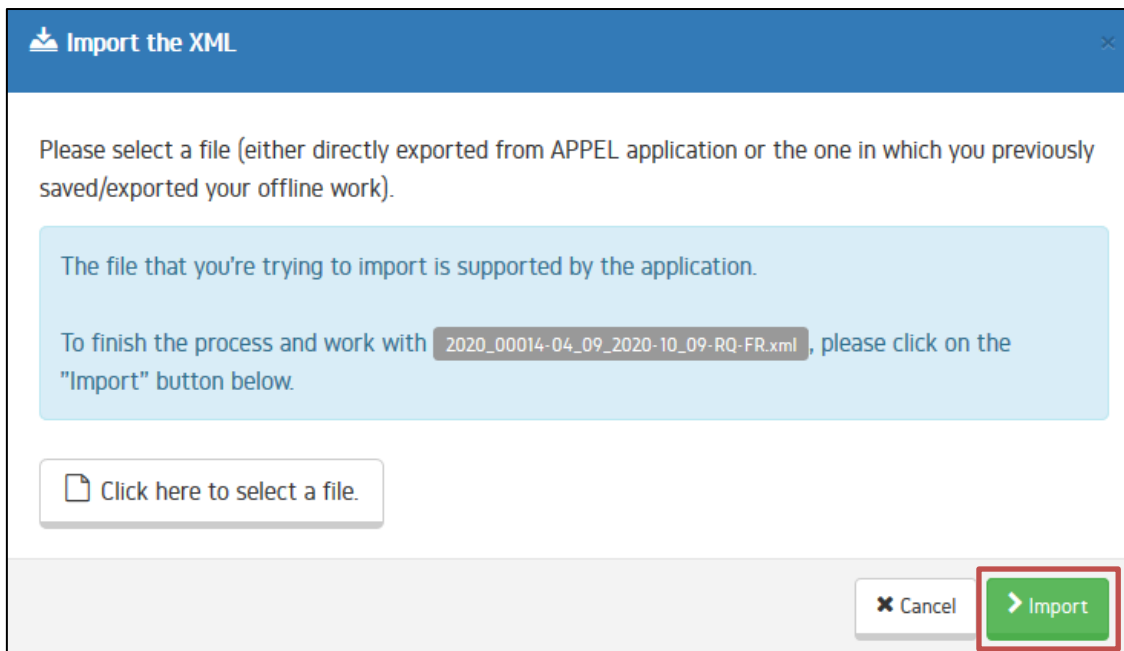 Import the XML
Please select a file (either directly exported from APPEL application or the one in which you previously
saved/exported your offline work).
The file that you're trying to import is supported by the application.
To finish the process and work with 2020_00014-04_09_2020-10_09-RQ-FR.xml , please click on the
"Import" button below.
Click here to select a file.
Cancel
Import